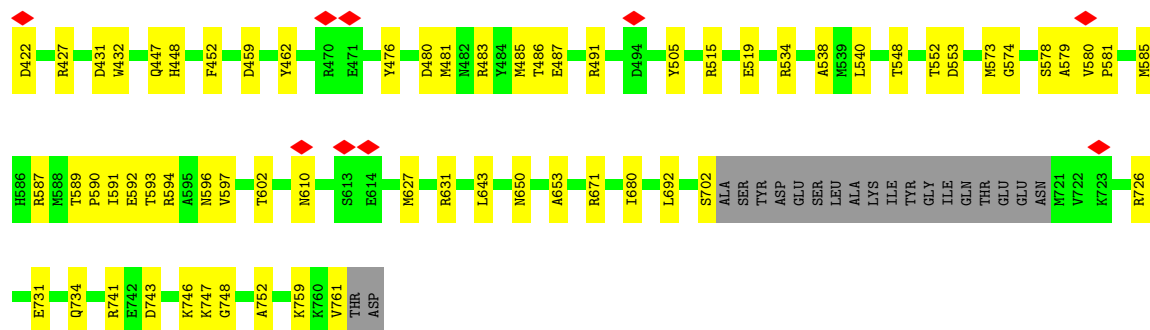 D422 R427 D431 W432 Q447 H448 F452 D459 Y462 R470 E471 Y476 D480 M481 N482 R483 Y484 M485 T486 E487 R491 D494 Y505 R515 E519 R534 A538 M539 L540 T548 T552 D553 M573 G574 S578 A579 V580 P581 M585
H586 R587 M588 T589 P590 I591 E592 T593 R594 A595 N596 V597 T602 N610 S613 E614 M627 R631 L643 N650 A653 R671 I680 L692 S702 ALA SER TYR ASP GLU SER LEU ALA LYS ILE TYR GLY ILE GLN THR GLU GLU ASN M721 V722 K723 R726
E731 Q734 R741 E742 D743 K746 K747 G748 A752 K759 K760 V761 THR ASP